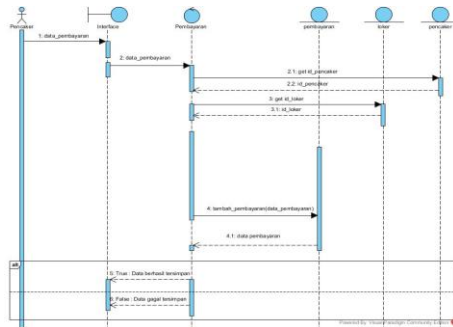 Pencaker
Interface
Pembayaran
pembayaran
loker
pencaker
1: data_pembayaran
2: data_pembayaran
2.1: get id_pencaker
2.2: id_pencaker
3: get id_loker
3.1: id_loker
4: tambah_pembayaran(data_pembayaran)
4.1: data pembayaran
alt
5: True : Data berhasil tersimpan
6: False : Data gagal tersimpan
Powered By Visual Paradigm Community Edition